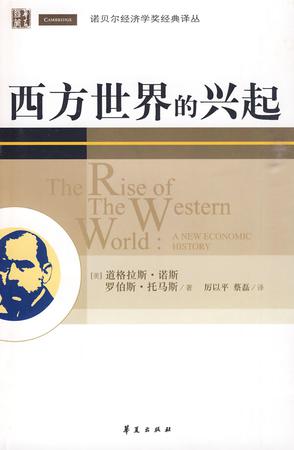 CAMBRIDGE
诺贝尔经济学奖经典译丛
西方世界的兴起
The Rise of
The Western
World :
A NEW ECONOMIC
HISTORY
[美] 道格拉斯·诺斯
罗伯斯·托马斯 / 著 厉以平 蔡磊 / 译
华夏出版社